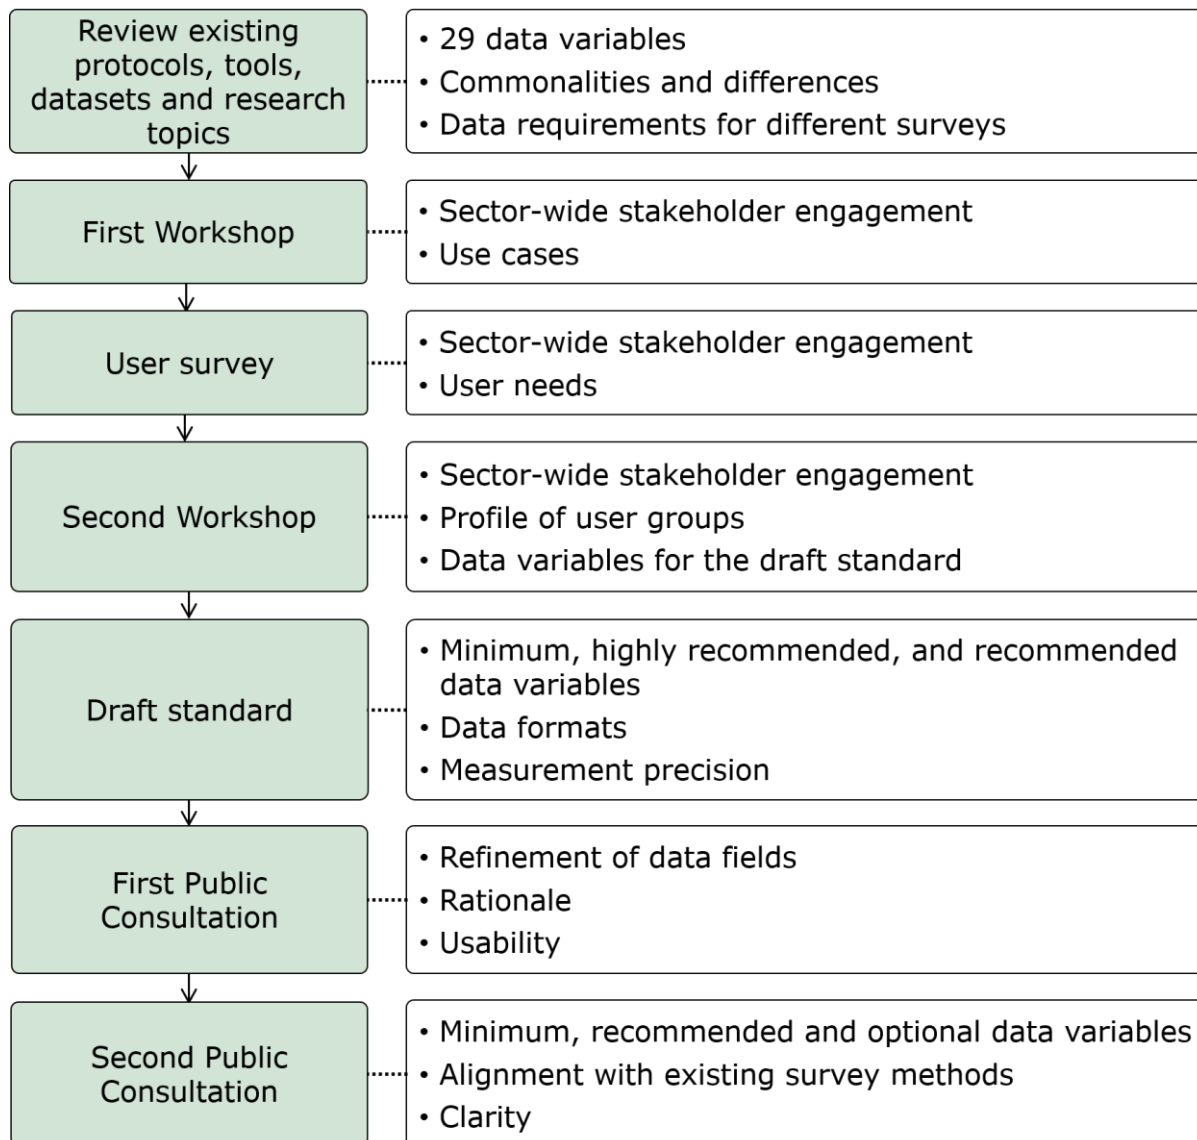 Review existing
protocols, tools,
datasets and research
topics
• 29 data variables
• Commonalities and differences
• Data requirements for different surveys
First Workshop
• Sector-wide stakeholder engagement
• Use cases
User survey
• Sector-wide stakeholder engagement
• User needs
Second Workshop
• Sector-wide stakeholder engagement
• Profile of user groups
• Data variables for the draft standard
Draft standard
• Minimum, highly recommended, and recommended
data variables
• Data formats
• Measurement precision
First Public
Consultation
• Refinement of data fields
• Rationale
• Usability
Second Public
Consultation
• Minimum, recommended and optional data variables
• Alignment with existing survey methods
• Clarity